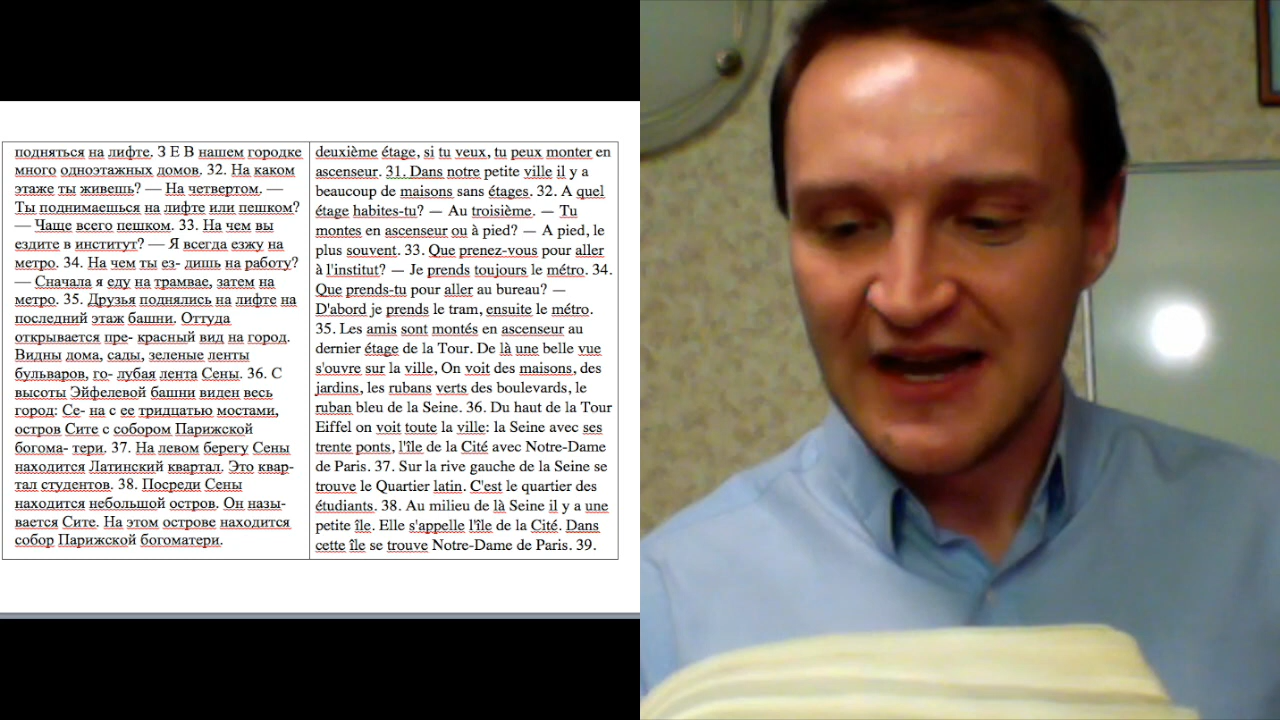 подняться на лифте. З Е В нашем городке
много одноэтажных домов. 32. На каком
этаже ты живешь? — На четвертом. —
Ты поднимаешься на лифте или пешком?
— Чаще всего пешком. 33. На чем вы
ездите в институт? — Я всегда езжу на
метро. 34. На чем ты ез- дишь на работу?
— Сначала я еду на трамвае, затем на
метро. 35. Друзья поднялись на лифте на
последний этаж башни. Оттуда
открывается пре- красный вид на город.
Видны дома, сады, зеленые ленты
бульваров, го- лубая лента Сены. 36. С
высоты Эйфелевой башни виден весь
город: Се- на с ее тридцатью мостами,
остров Сите с собором Парижской
богома- тери. 37. На левом берегу Сены
находится Латинский квартал. Это квар-
тал студентов. 38. Посреди Сены
находится небольшой остров. Он назы-
вается Сите. На этом острове находится
собор Парижской богоматери.
deuxième étage, si tu veux, tu peux monter en
ascenseur. 31. Dans notre petite ville il y a
beaucoup de maisons sans étages. 32. A quel
étage habites-tu? — Au troisième. — Tu
montes en ascenseur ou à pied? — A pied, le
plus souvent. 33. Que prenez-vous pour aller
à l'institut? — Je prends toujours le métro. 34.
Que prends-tu pour aller au bureau? —
D'abord je prends le tram, ensuite le métro.
35. Les amis sont montés en ascenseur au
dernier étage de la Tour. De là une belle vue
s'ouvre sur la ville, On voit des maisons, des
jardins, les rubans verts des boulevards, le
ruban bleu de la Seine. 36. Du haut de la Tour
Eiffel on voit toute la ville: la Seine avec ses
trente ponts, l'île de la Cité avec Notre-Dame
de Paris. 37. Sur la rive gauche de la Seine se
trouve le Quartier latin. C'est le quartier des
étudiants. 38. Au milieu de là Seine il y a une
petite île. Elle s'appelle l'île de la Cité. Dans
cette île se trouve Notre-Dame de Paris. 39.